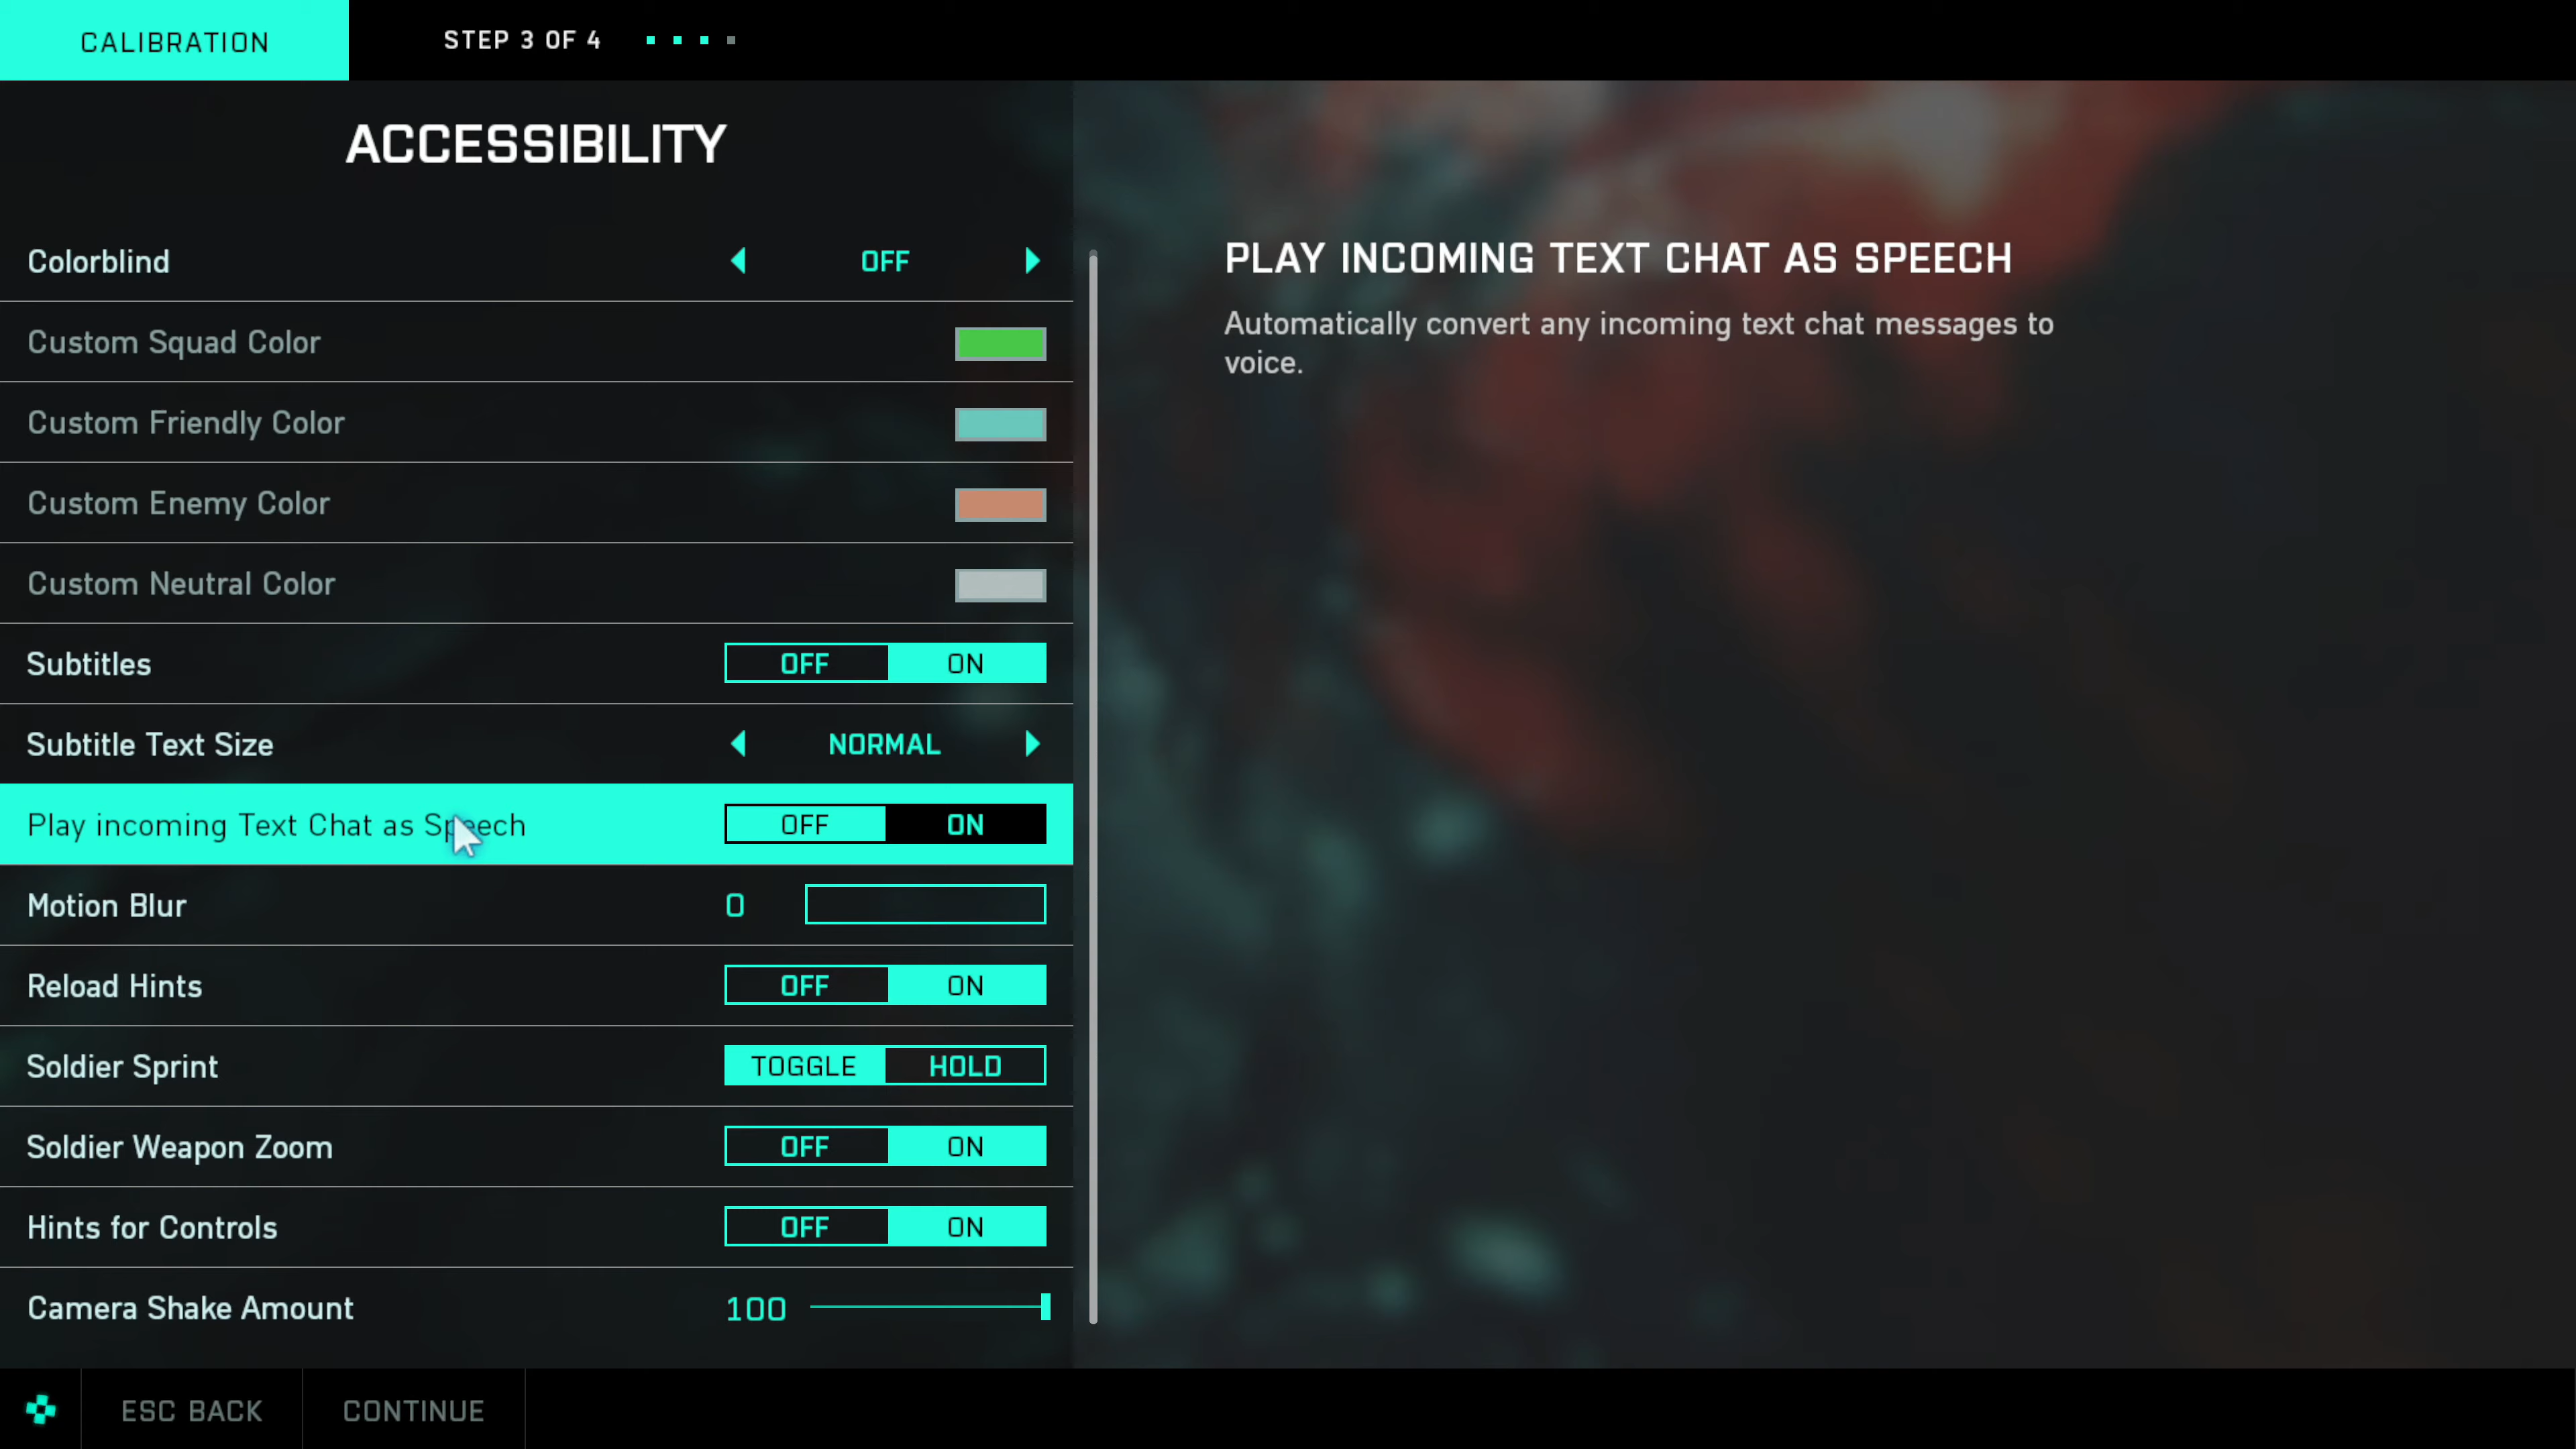 CALIBRATION
STEP 3 OF 4
ACCESSIBILITY
Colorblind OFF
Custom Squad Color
Custom Friendly Color
Custom Enemy Color
Custom Neutral Color
Subtitles OFF ON
Subtitle Text Size NORMAL
Play incoming Text Chat as Speech OFF ON
Motion Blur 0
Reload Hints OFF ON
Soldier Sprint TOGGLE HOLD
Soldier Weapon Zoom OFF ON
Hints for Controls OFF ON
Camera Shake Amount 100
PLAY INCOMING TEXT CHAT AS SPEECH
Automatically convert any incoming text chat messages to
voice.
ESC BACK CONTINUE